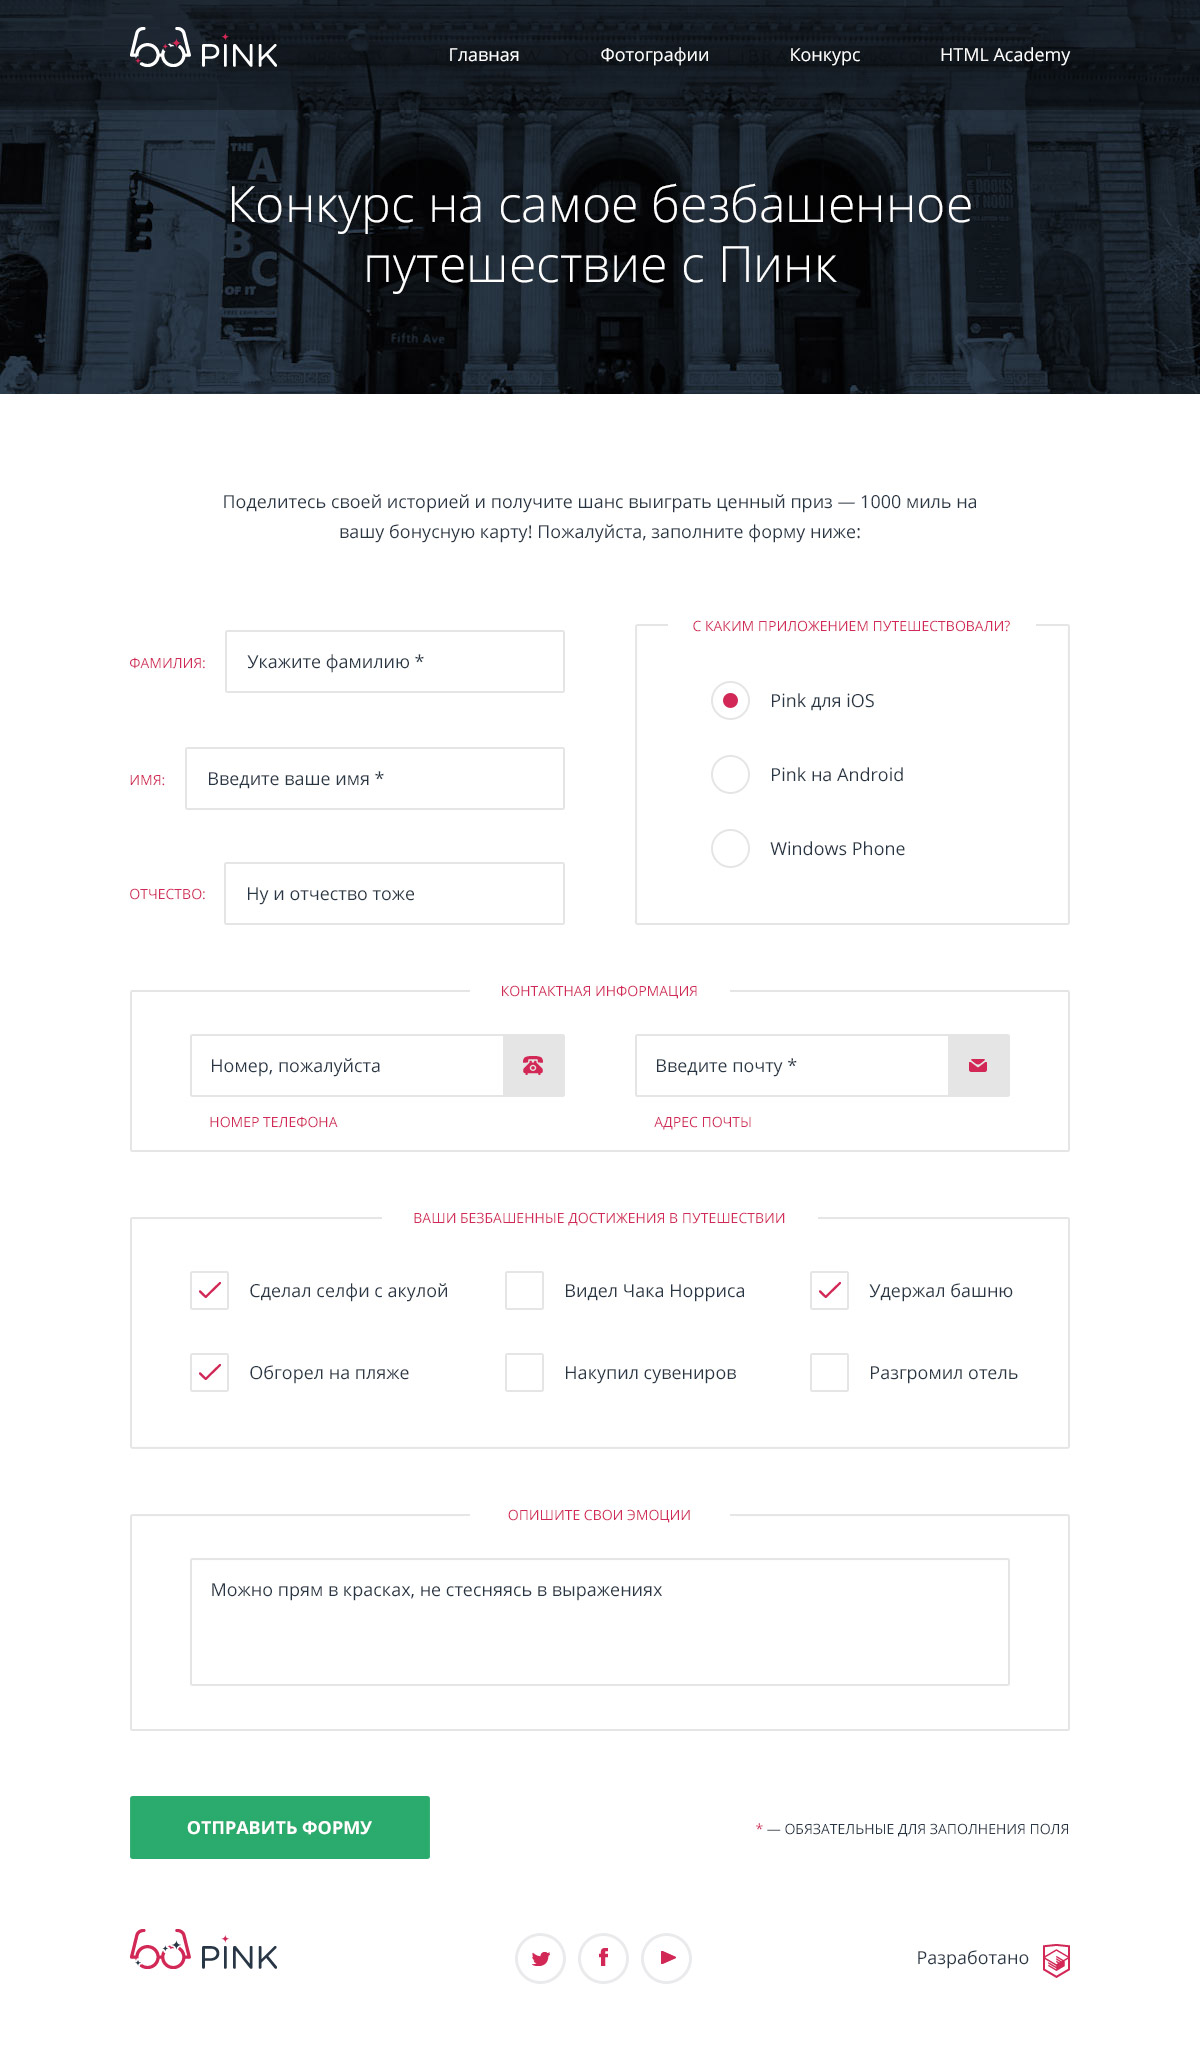 PINK
Главная
Фотографии
Конкурс
HTML Academy
THE
A
B
C
OF IT
Конкурс на самое безбашенное
путешествие с Пинк
Fifth Ave
Поделитесь своей историей и получите шанс выиграть ценный приз — 1000 миль на
вашу бонусную карту! Пожалуйста, заполните форму ниже:
ФАМИЛИЯ:
Укажите фамилию *
ИМЯ:
Введите ваше имя *
ОТЧЕСТВО:
Ну и отчество тоже
С КАКИМ ПРИЛОЖЕНИЕМ ПУТЕШЕСТВОВАЛИ?
Pink для iOS
Pink на Android
Windows Phone
КОНТАКТНАЯ ИНФОРМАЦИЯ
Номер, пожалуйста
НОМЕР ТЕЛЕФОНА
Введите почту *
АДРЕС ПОЧТЫ
ВАШИ БЕЗБАШЕННЫЕ ДОСТИЖЕНИЯ В ПУТЕШЕСТВИИ
Сделал селфи с акулой
Видел Чака Норриса
Удержал башню
Обгорел на пляже
Накупил сувениров
Разгромил отель
ОПИШИТЕ СВОИ ЭМОЦИИ
Можно прям в красках, не стесняясь в выражениях
ОТПРАВИТЬ ФОРМУ
* — ОБЯЗАТЕЛЬНЫЕ ДЛЯ ЗАПОЛНЕНИЯ ПОЛЯ
PINK
Разработано